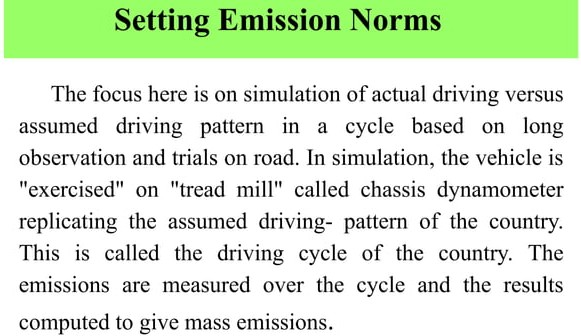 Setting Emission Norms
The focus here is on simulation of actual driving versus
assumed driving pattern in a cycle based on long
observation and trials on road. In simulation, the vehicle is
"exercised" on "tread mill" called chassis dynamometer
replicating the assumed driving- pattern of the country.
This is called the driving cycle of the country. The
emissions are measured over the cycle and the results
computed to give mass emissions.